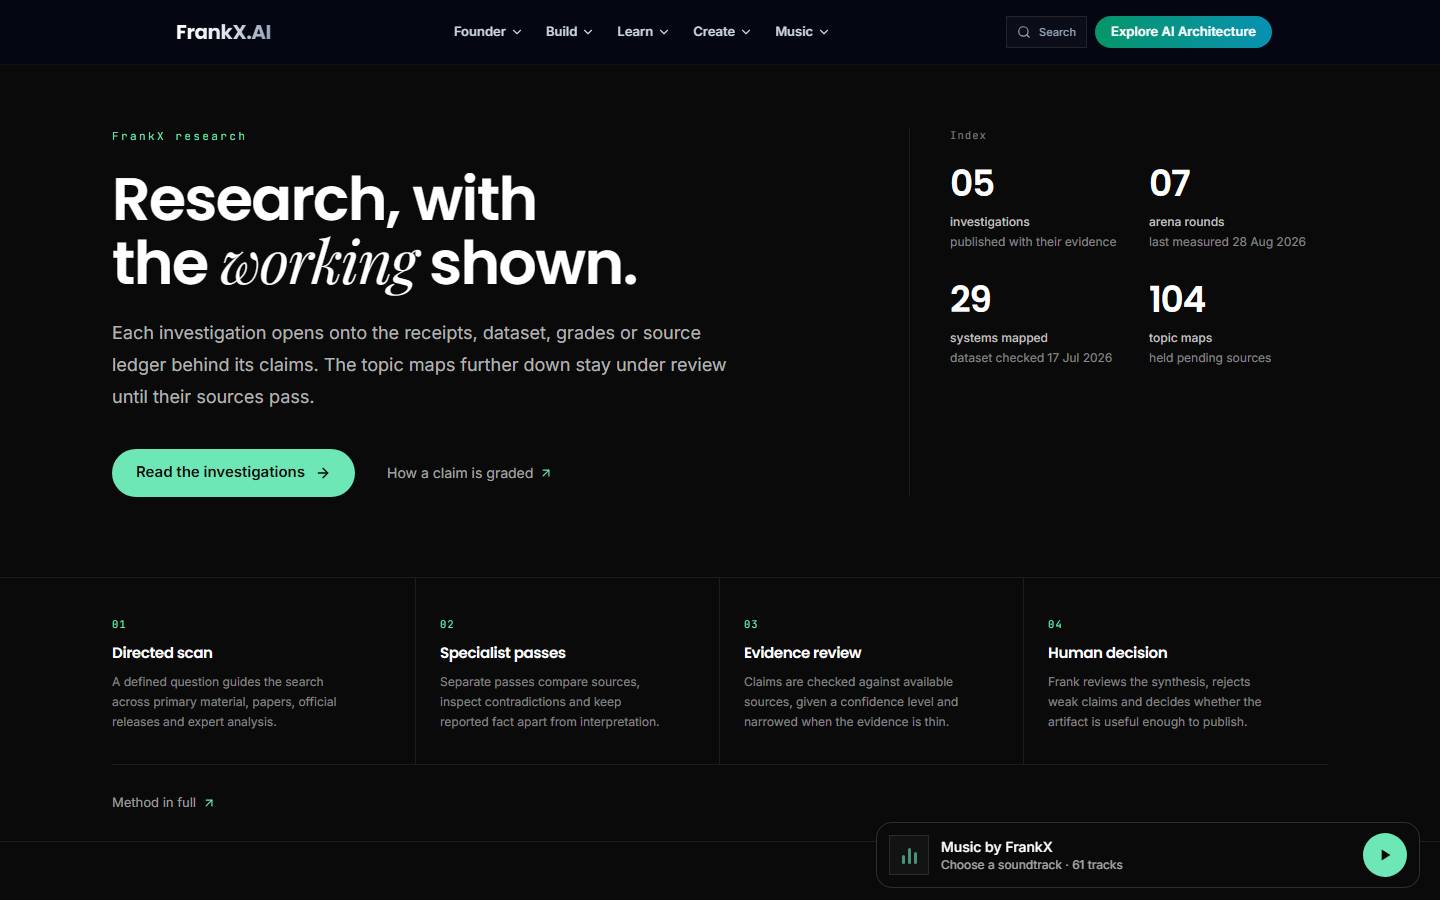 FrankX.AI
Founder
Build
Learn
Create
Music
Search
Explore AI Architecture
FrankX research
Research, with
the working shown.
Each investigation opens onto the receipts, dataset, grades or source
ledger behind its claims. The topic maps further down stay under review
until their sources pass.
Read the investigations
How a claim is graded
Index
05
investigations
published with their evidence
07
arena rounds
last measured 28 Aug 2026
29
systems mapped
dataset checked 17 Jul 2026
104
topic maps
held pending sources
01
Directed scan
A defined question guides the search
across primary material, papers, official
releases and expert analysis.
02
Specialist passes
Separate passes compare sources,
inspect contradictions and keep
reported fact apart from interpretation.
03
Evidence review
Claims are checked against available
sources, given a confidence level and
narrowed when the evidence is thin.
04
Human decision
Frank reviews the synthesis, rejects
weak claims and decides whether the
artifact is useful enough to publish.
Method in full
Music by FrankX
Choose a soundtrack · 61 tracks